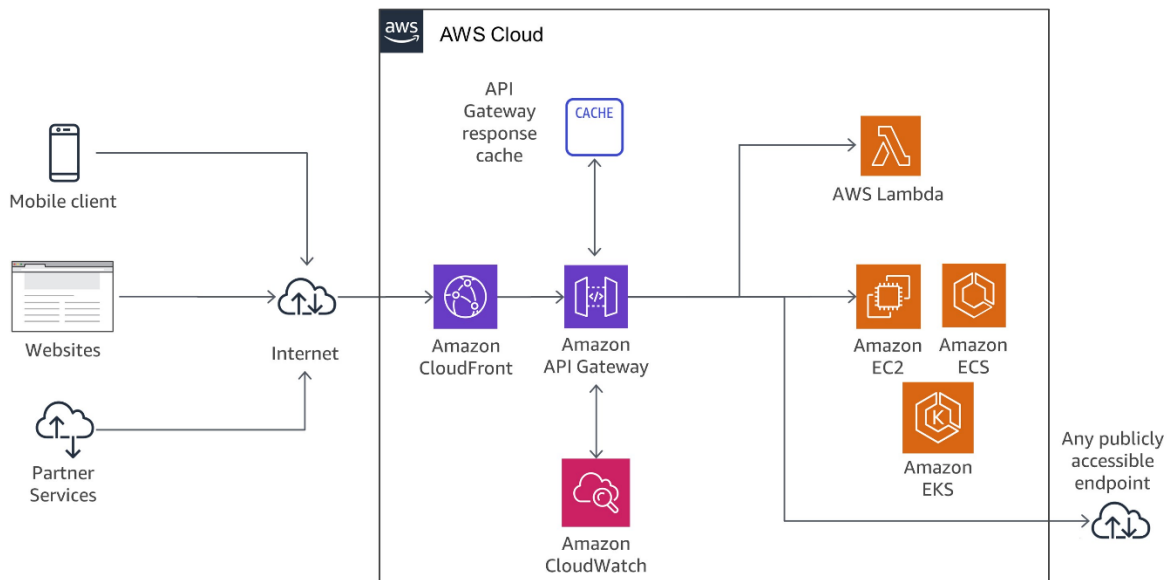 aws
AWS Cloud
API
Gateway
response
cache
CACHE
Mobile client
AWS Lambda
Websites
Internet
Amazon
CloudFront
Amazon
API Gateway
Amazon
EC2
Amazon
ECS
K
Amazon
EKS
Partner
Services
Any publicly
accessible
endpoint
Amazon
CloudWatch